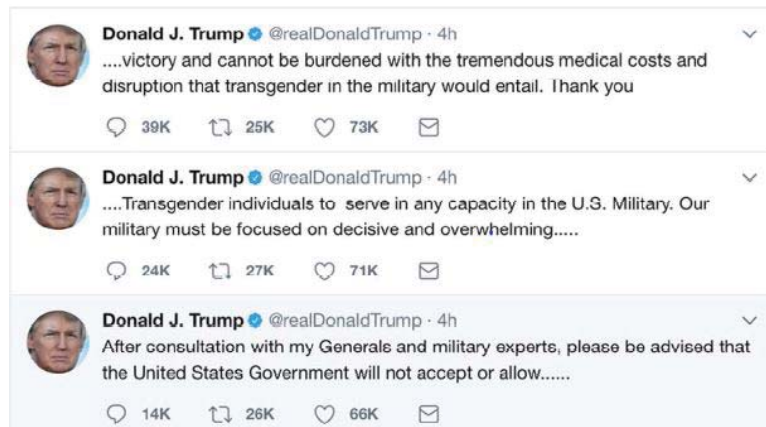 Donald J. Trump @realDonaldTrump · 4h
....victory and cannot be burdened with the tremendous medical costs and
disruption that transgender in the military would entail. Thank you
39K 25K 73K
Donald J. Trump @realDonaldTrump · 4h
....Transgender individuals to serve in any capacity in the U.S. Military. Our
military must be focused on decisive and overwhelming.....
24K 27K 71K
Donald J. Trump @realDonaldTrump · 4h
After consultation with my Generals and military experts, please be advised that
the United States Government will not accept or allow......
14K 26K 66K